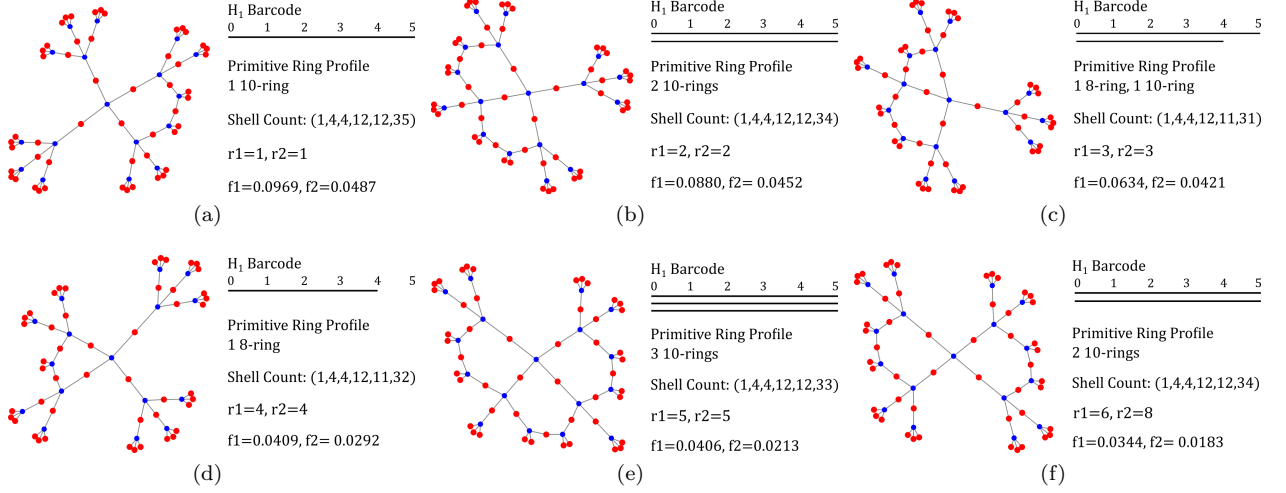 H₁ Barcode
0 1 2 3 4 5
Primitive Ring Profile
1 10-ring
Shell Count: (1,4,4,12,12,35)
r1=1, r2=1
f1=0.0969, f2=0.0487
(a)
H₁ Barcode
0 1 2 3 4 5
Primitive Ring Profile
2 10-rings
Shell Count: (1,4,4,12,12,34)
r1=2, r2=2
f1=0.0880, f2= 0.0452
(b)
H₁ Barcode
0 1 2 3 4 5
Primitive Ring Profile
1 8-ring, 1 10-ring
Shell Count: (1,4,4,12,11,31)
r1=3, r2=3
f1=0.0634, f2= 0.0421
(c)
H₁ Barcode
0 1 2 3 4 5
Primitive Ring Profile
1 8-ring
Shell Count: (1,4,4,12,11,32)
r1=4, r2=4
f1=0.0409, f2= 0.0292
(d)
H₁ Barcode
0 1 2 3 4 5
Primitive Ring Profile
3 10-rings
Shell Count: (1,4,4,12,12,33)
r1=5, r2=5
f1=0.0406, f2=0.0213
(e)
H₁ Barcode
0 1 2 3 4 5
Primitive Ring Profile
2 10-rings
Shell Count: (1,4,4,12,12,34)
r1=6, r2=8
f1=0.0344, f2=0.0183
(f)